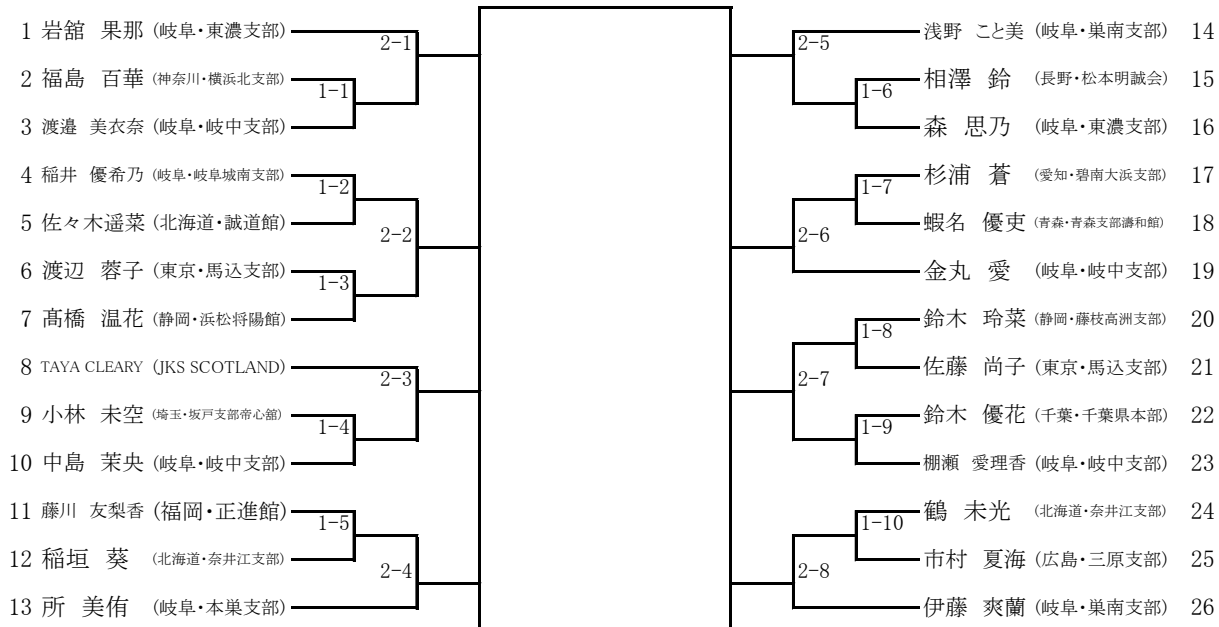 1 岩舘 果那 (岐阜・東濃支部)
2-1
2 福島 百華 (神奈川・横浜北支部)
1-1
3 渡邉 美衣奈 (岐阜・岐中支部)
4 稲井 優希乃 (岐阜・岐阜城南支部)
1-2
5 佐々木遥菜 (北海道・誠道館)
2-2
6 渡辺 蓉子 (東京・馬込支部)
1-3
7 髙橋 温花 (静岡・浜松将陽館)
8 TAYA CLEARY (JKS SCOTLAND)
2-3
9 小林 未空 (埼玉・坂戸支部帝心舘)
1-4
10 中島 茉央 (岐阜・岐中支部)
11 藤川 友梨香 (福岡・正進館)
1-5
12 稲垣 葵 (北海道・奈井江支部)
2-4
13 所 美侑 (岐阜・本巣支部)
浅野 こと美 (岐阜・巣南支部) 14
2-5
相澤 鈴 (長野・松本明誠会) 15
1-6
森 思乃 (岐阜・東濃支部) 16
杉浦 蒼 (愛知・碧南大浜支部) 17
1-7
蝦名 優吏 (青森・青森支部濤和館) 18
2-6
金丸 愛 (岐阜・岐中支部) 19
鈴木 玲菜 (静岡・藤枝高洲支部) 20
1-8
佐藤 尚子 (東京・馬込支部) 21
2-7
鈴木 優花 (千葉・千葉県本部) 22
1-9
棚瀬 愛理香 (岐阜・岐中支部) 23
鶴 未光 (北海道・奈井江支部) 24
1-10
市村 夏海 (広島・三原支部) 25
2-8
伊藤 爽蘭 (岐阜・巣南支部) 26